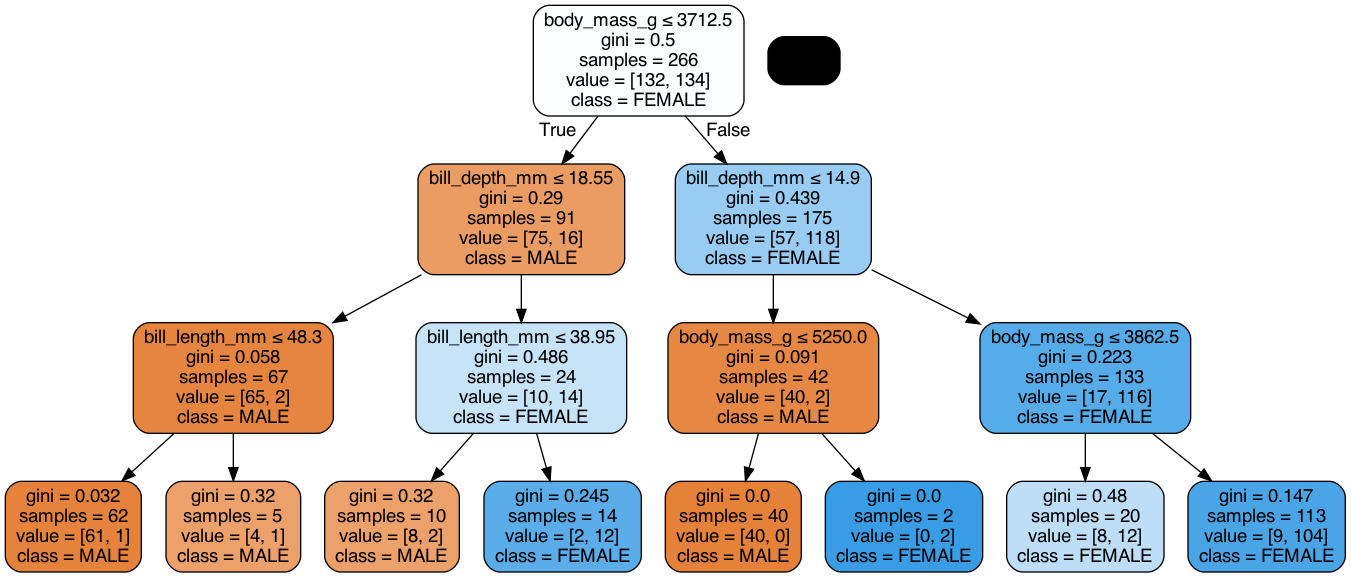 body_mass_g ≤ 3712.5
gini = 0.5
samples = 266
value = [132, 134]
class = FEMALE
True
False
bill_depth_mm ≤ 18.55
gini = 0.29
samples = 91
value = [75, 16]
class = MALE
bill_depth_mm ≤ 14.9
gini = 0.439
samples = 175
value = [57, 118]
class = FEMALE
bill_length_mm ≤ 48.3
gini = 0.058
samples = 67
value = [65, 2]
class = MALE
bill_length_mm ≤ 38.95
gini = 0.486
samples = 24
value = [10, 14]
class = FEMALE
body_mass_g ≤ 5250.0
gini = 0.091
samples = 42
value = [40, 2]
class = MALE
body_mass_g ≤ 3862.5
gini = 0.223
samples = 133
value = [17, 116]
class = FEMALE
gini = 0.032
samples = 62
value = [61, 1]
class = MALE
gini = 0.32
samples = 5
value = [4, 1]
class = MALE
gini = 0.32
samples = 10
value = [8, 2]
class = MALE
gini = 0.245
samples = 14
value = [2, 12]
class = FEMALE
gini = 0.0
samples = 40
value = [40, 0]
class = MALE
gini = 0.0
samples = 2
value = [0, 2]
class = FEMALE
gini = 0.48
samples = 20
value = [8, 12]
class = FEMALE
gini = 0.147
samples = 113
value = [9, 104]
class = FEMALE